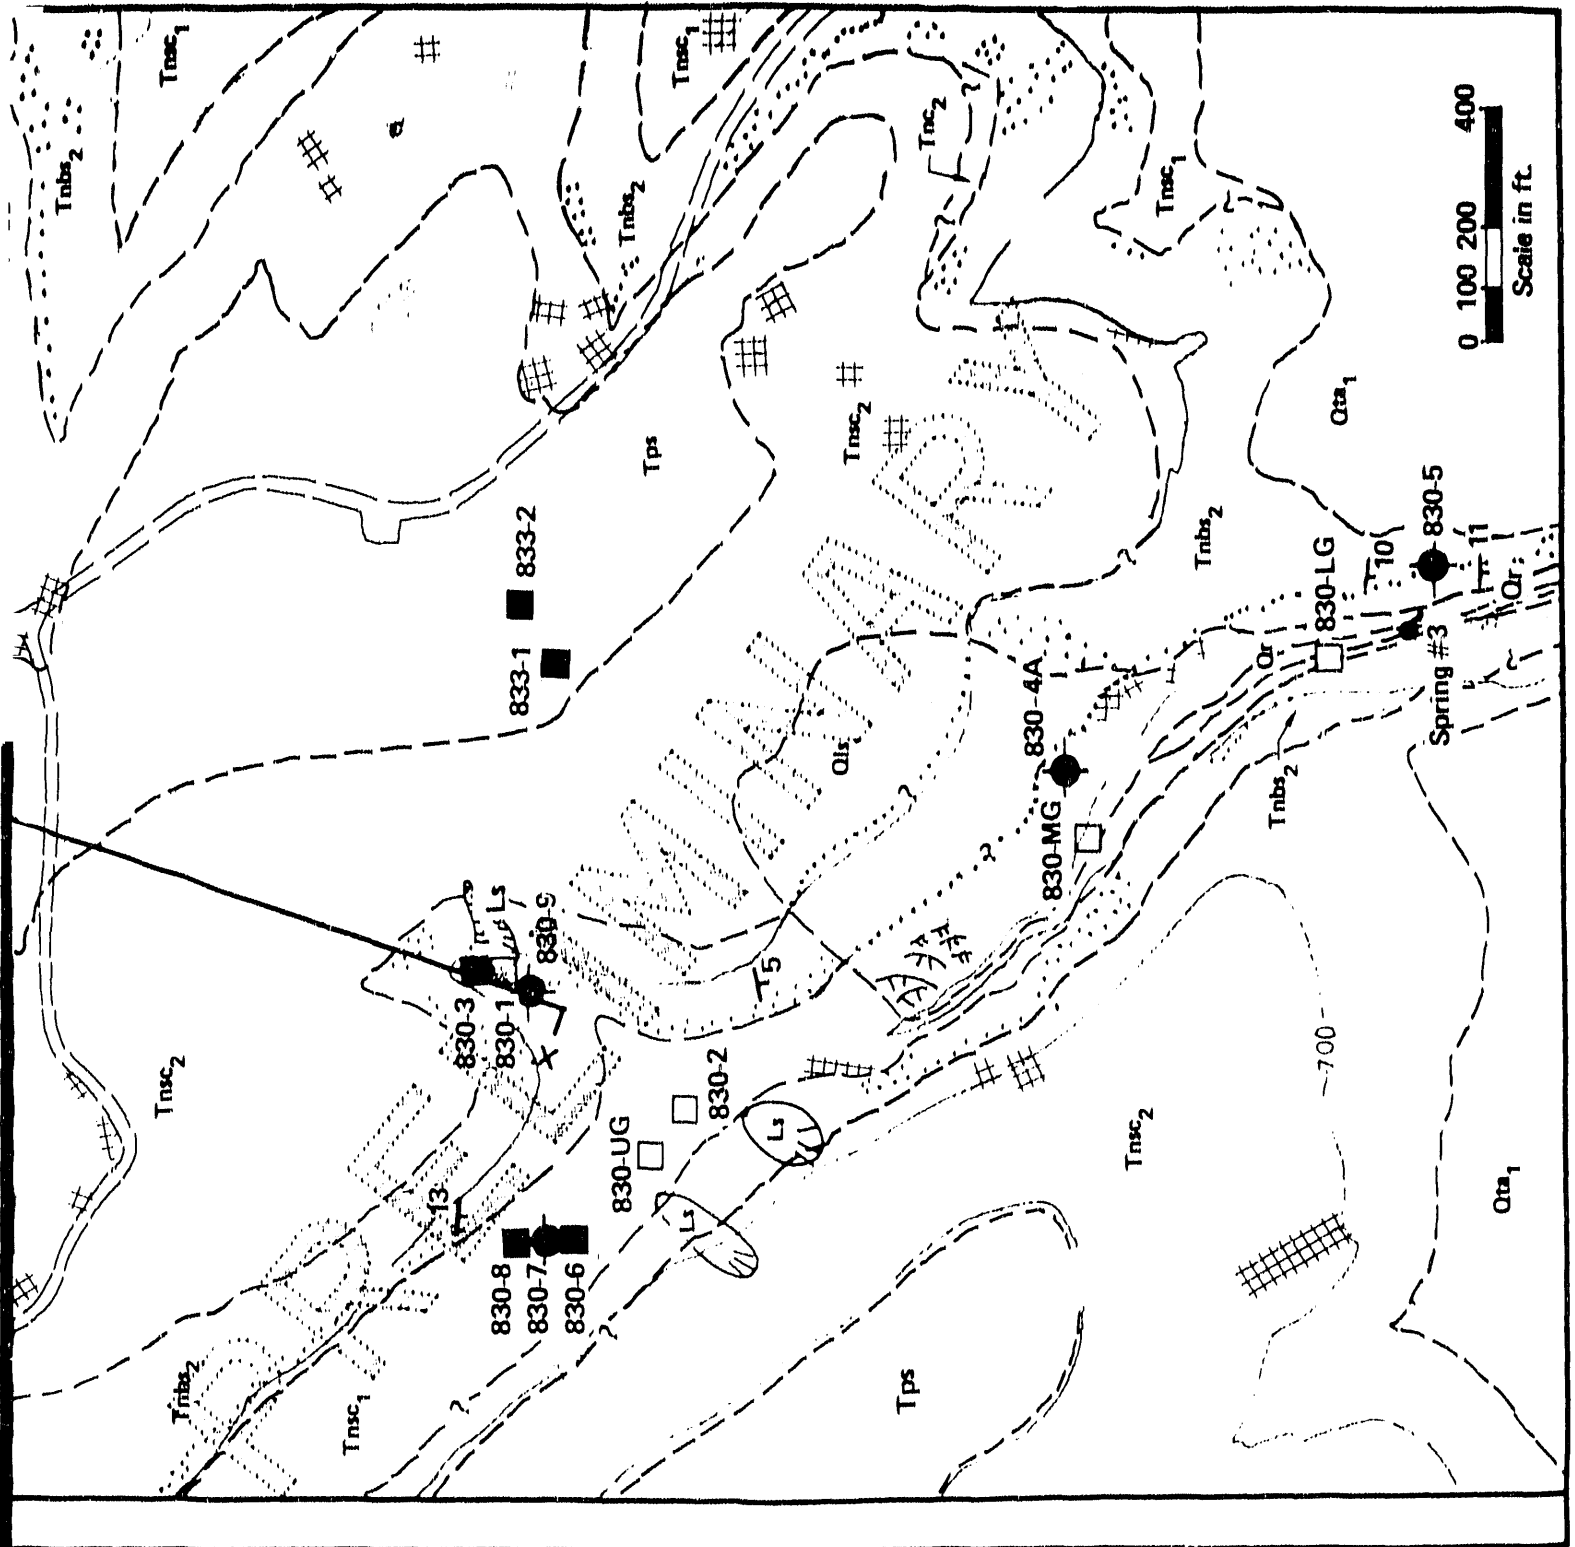 Tnbs2
Tnsc1
Tnsc1
Tnbs2
Tnc2
?
?
Tnsc1
0 100 200 400
Scale in ft.
Tps
Tnsc2
Qta1
833-2
833-1
PRELIMINARY
Qls
?
?
?
Tnbs2
830-5
10
11
Qr
830-LG
Qr
Spring #3
Tnbs2
830-4A
830-MG
Ls
830-9
830-3
830-1
X
5
Tnsc2
830-2
830-UG
Ls
Ls
13
830-8
830-7
830-6
?
?
700
Tnsc2
Qta1
Tps
Tnbs2
Tnsc1